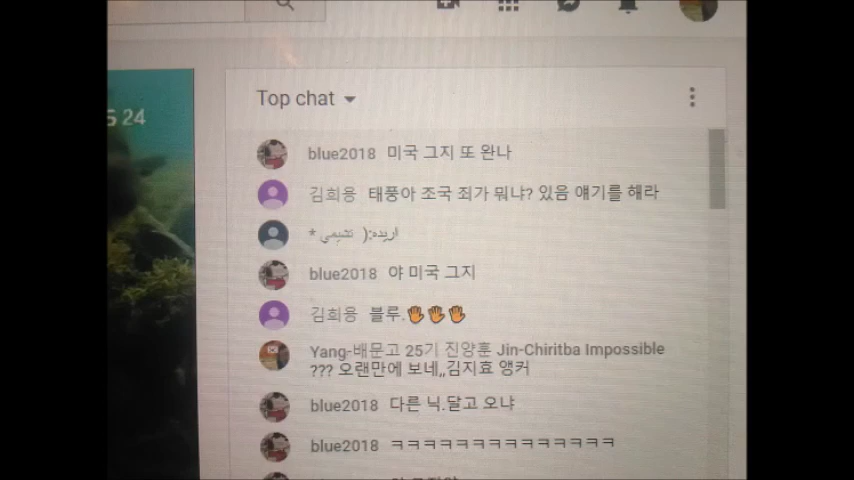 5 24
Top chat
blue2018 미국 그지 또 완나
김희용 태풍아 조국 죄가 뭐냐? 있음 얘기를 해라
blue2018 야 미국 그지
김희용 블루.🖐🖐🖐
Yang-배문고 25기 진양훈 Jin-Chiritba Impossible
??? 오랜만에 보네,,김지효 앵커
blue2018 다른 닉.달고 오냐
blue2018 ㅋㅋㅋㅋㅋㅋㅋㅋㅋㅋㅋㅋㅋㅋ